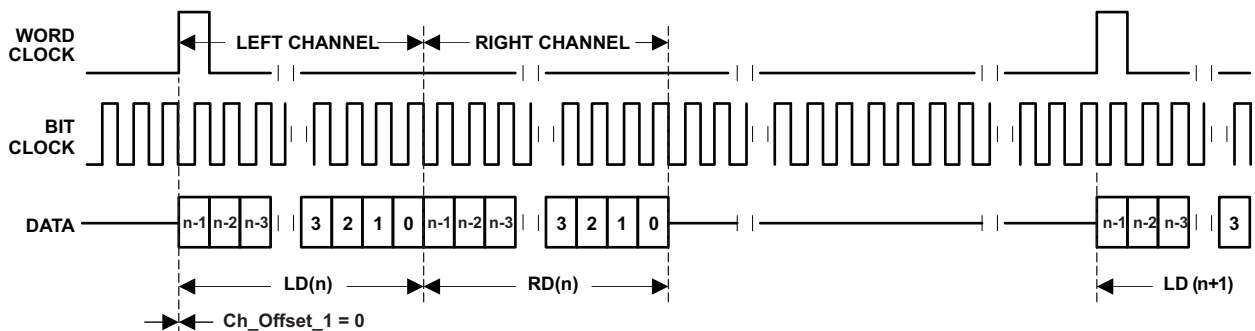 WORD
CLOCK
LEFT CHANNEL
RIGHT CHANNEL
BIT
CLOCK
DATA
n-1 n-2 n-3 3 2 1 0 n-1 n-2 n-3 3 2 1 0 n-1 n-2 n-3 3
LD(n)
RD(n)
LD (n+1)
Ch_Offset_1 = 0